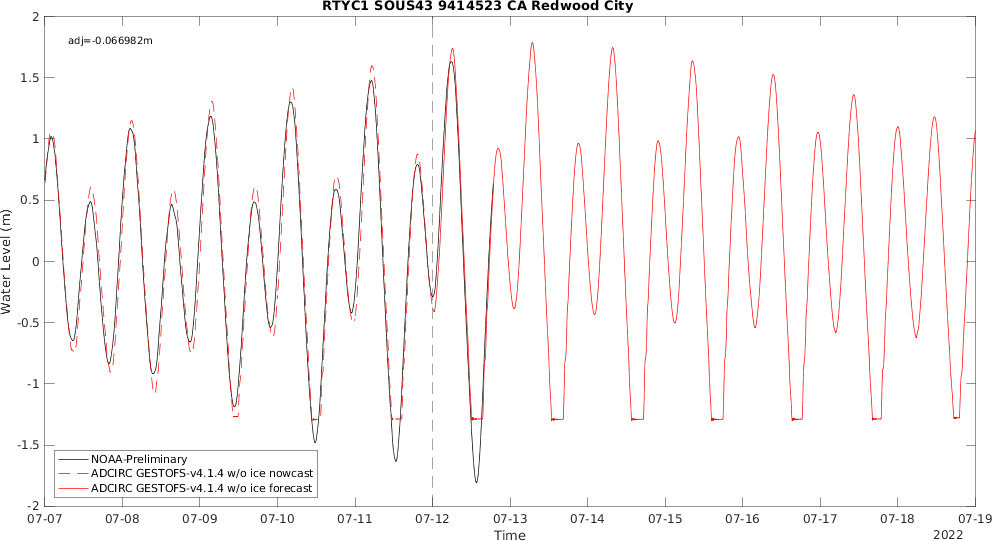 RTYC1 SOUS43 9414523 CA Redwood City
adj=-0.066982m
Water Level (m)
2
1.5
1
0.5
0
-0.5
-1
-1.5
-2
NOAA-Preliminary
ADCIRC GESTOFS-v4.1.4 w/o ice nowcast
ADCIRC GESTOFS-v4.1.4 w/o ice forecast
07-07 07-08 07-09 07-10 07-11 07-12 07-13 07-14 07-15 07-16 07-17 07-18 07-19
Time
2022